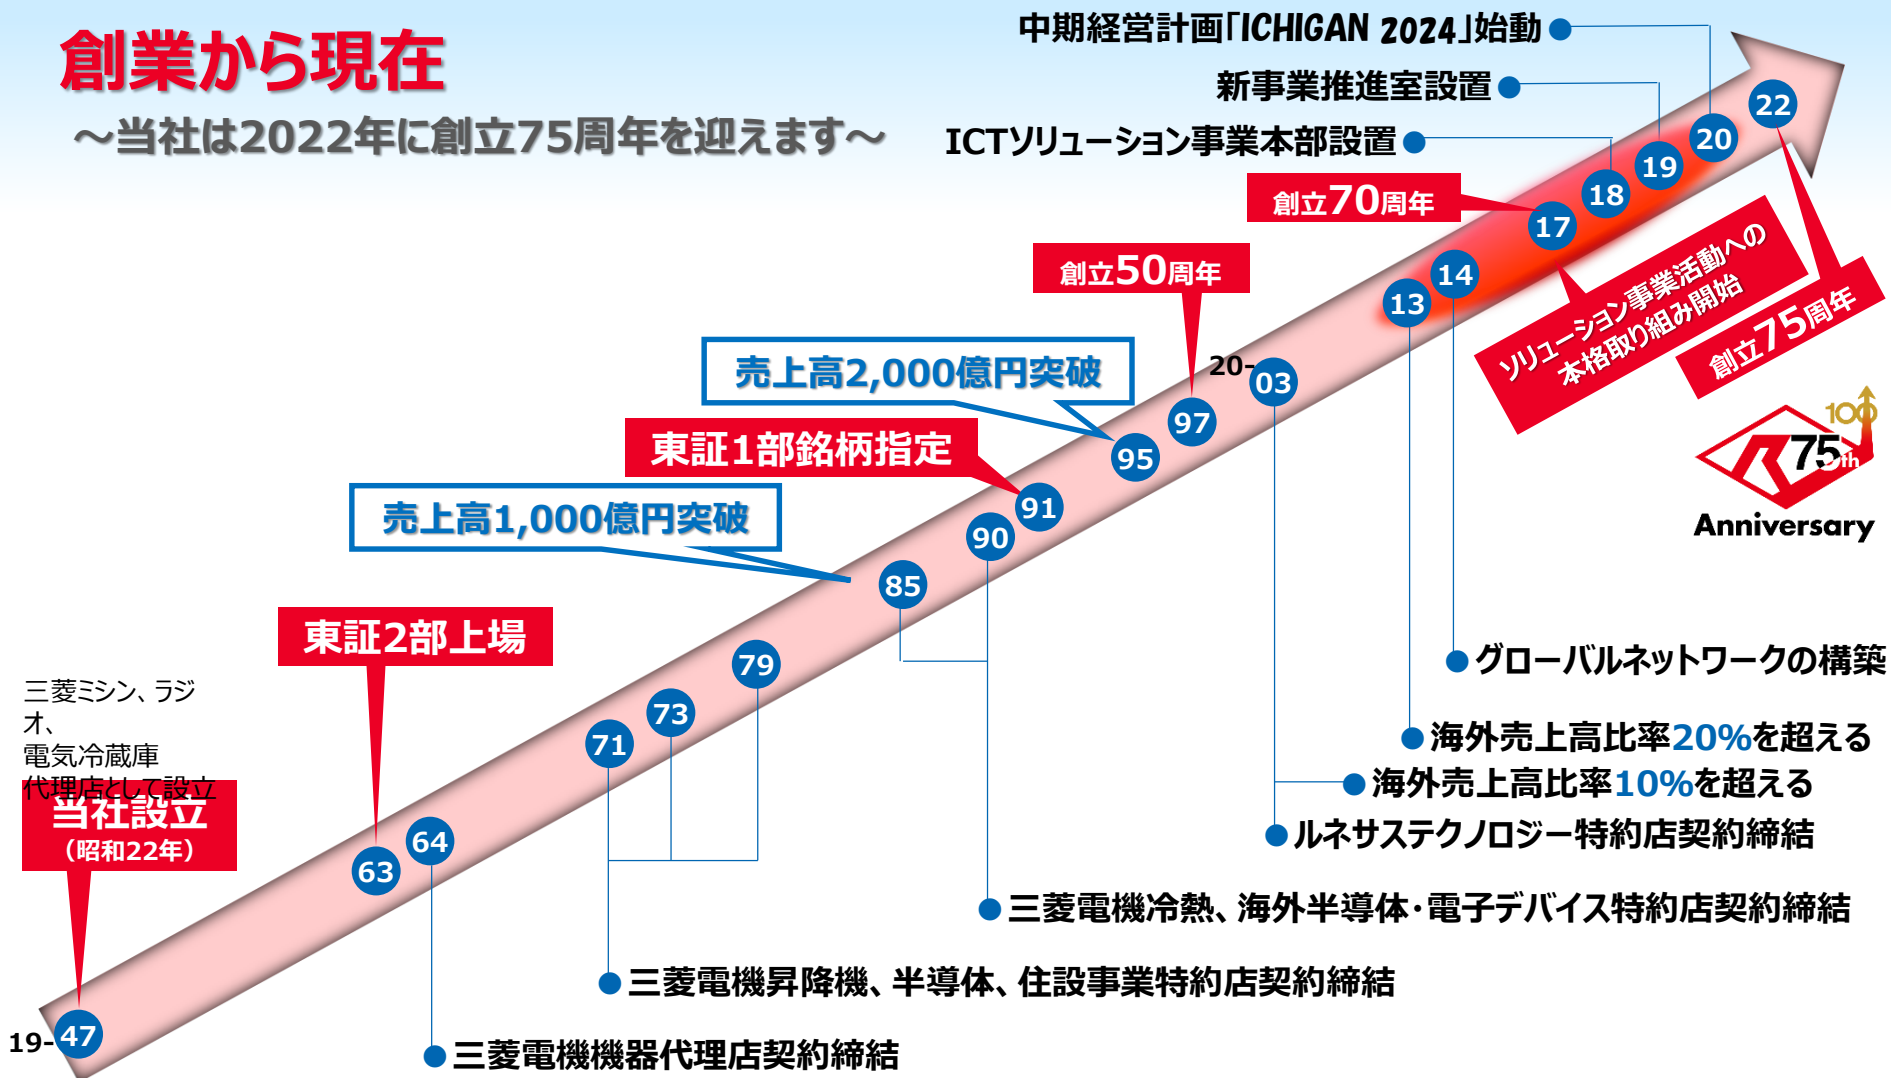 創業から現在
～当社は2022年に創立75周年を迎えます～
中期経営計画「ICHIGAN 2024」始動
新事業推進室設置
ICTソリューション事業本部設置
創立70周年
創立50周年
売上高2,000億円突破
東証1部銘柄指定
売上高1,000億円突破
東証2部上場
三菱ミシン、ラジ
オ、
電気冷蔵庫
代理店として設立
当社設立
（昭和22年）
19-
47
63
64
71
73
79
85
90
91
95
97
20-
03
13
14
17
18
19
20
22
ソリューション事業活動への
本格取り組み開始
創立75周年
100
75th
Anniversary
グローバルネットワークの構築
海外売上高比率20%を超える
海外売上高比率10%を超える
ルネサステクノロジー特約店契約締結
三菱電機冷熱、海外半導体・電子デバイス特約店契約締結
三菱電機昇降機、半導体、住設事業特約店契約締結
三菱電機機器代理店契約締結